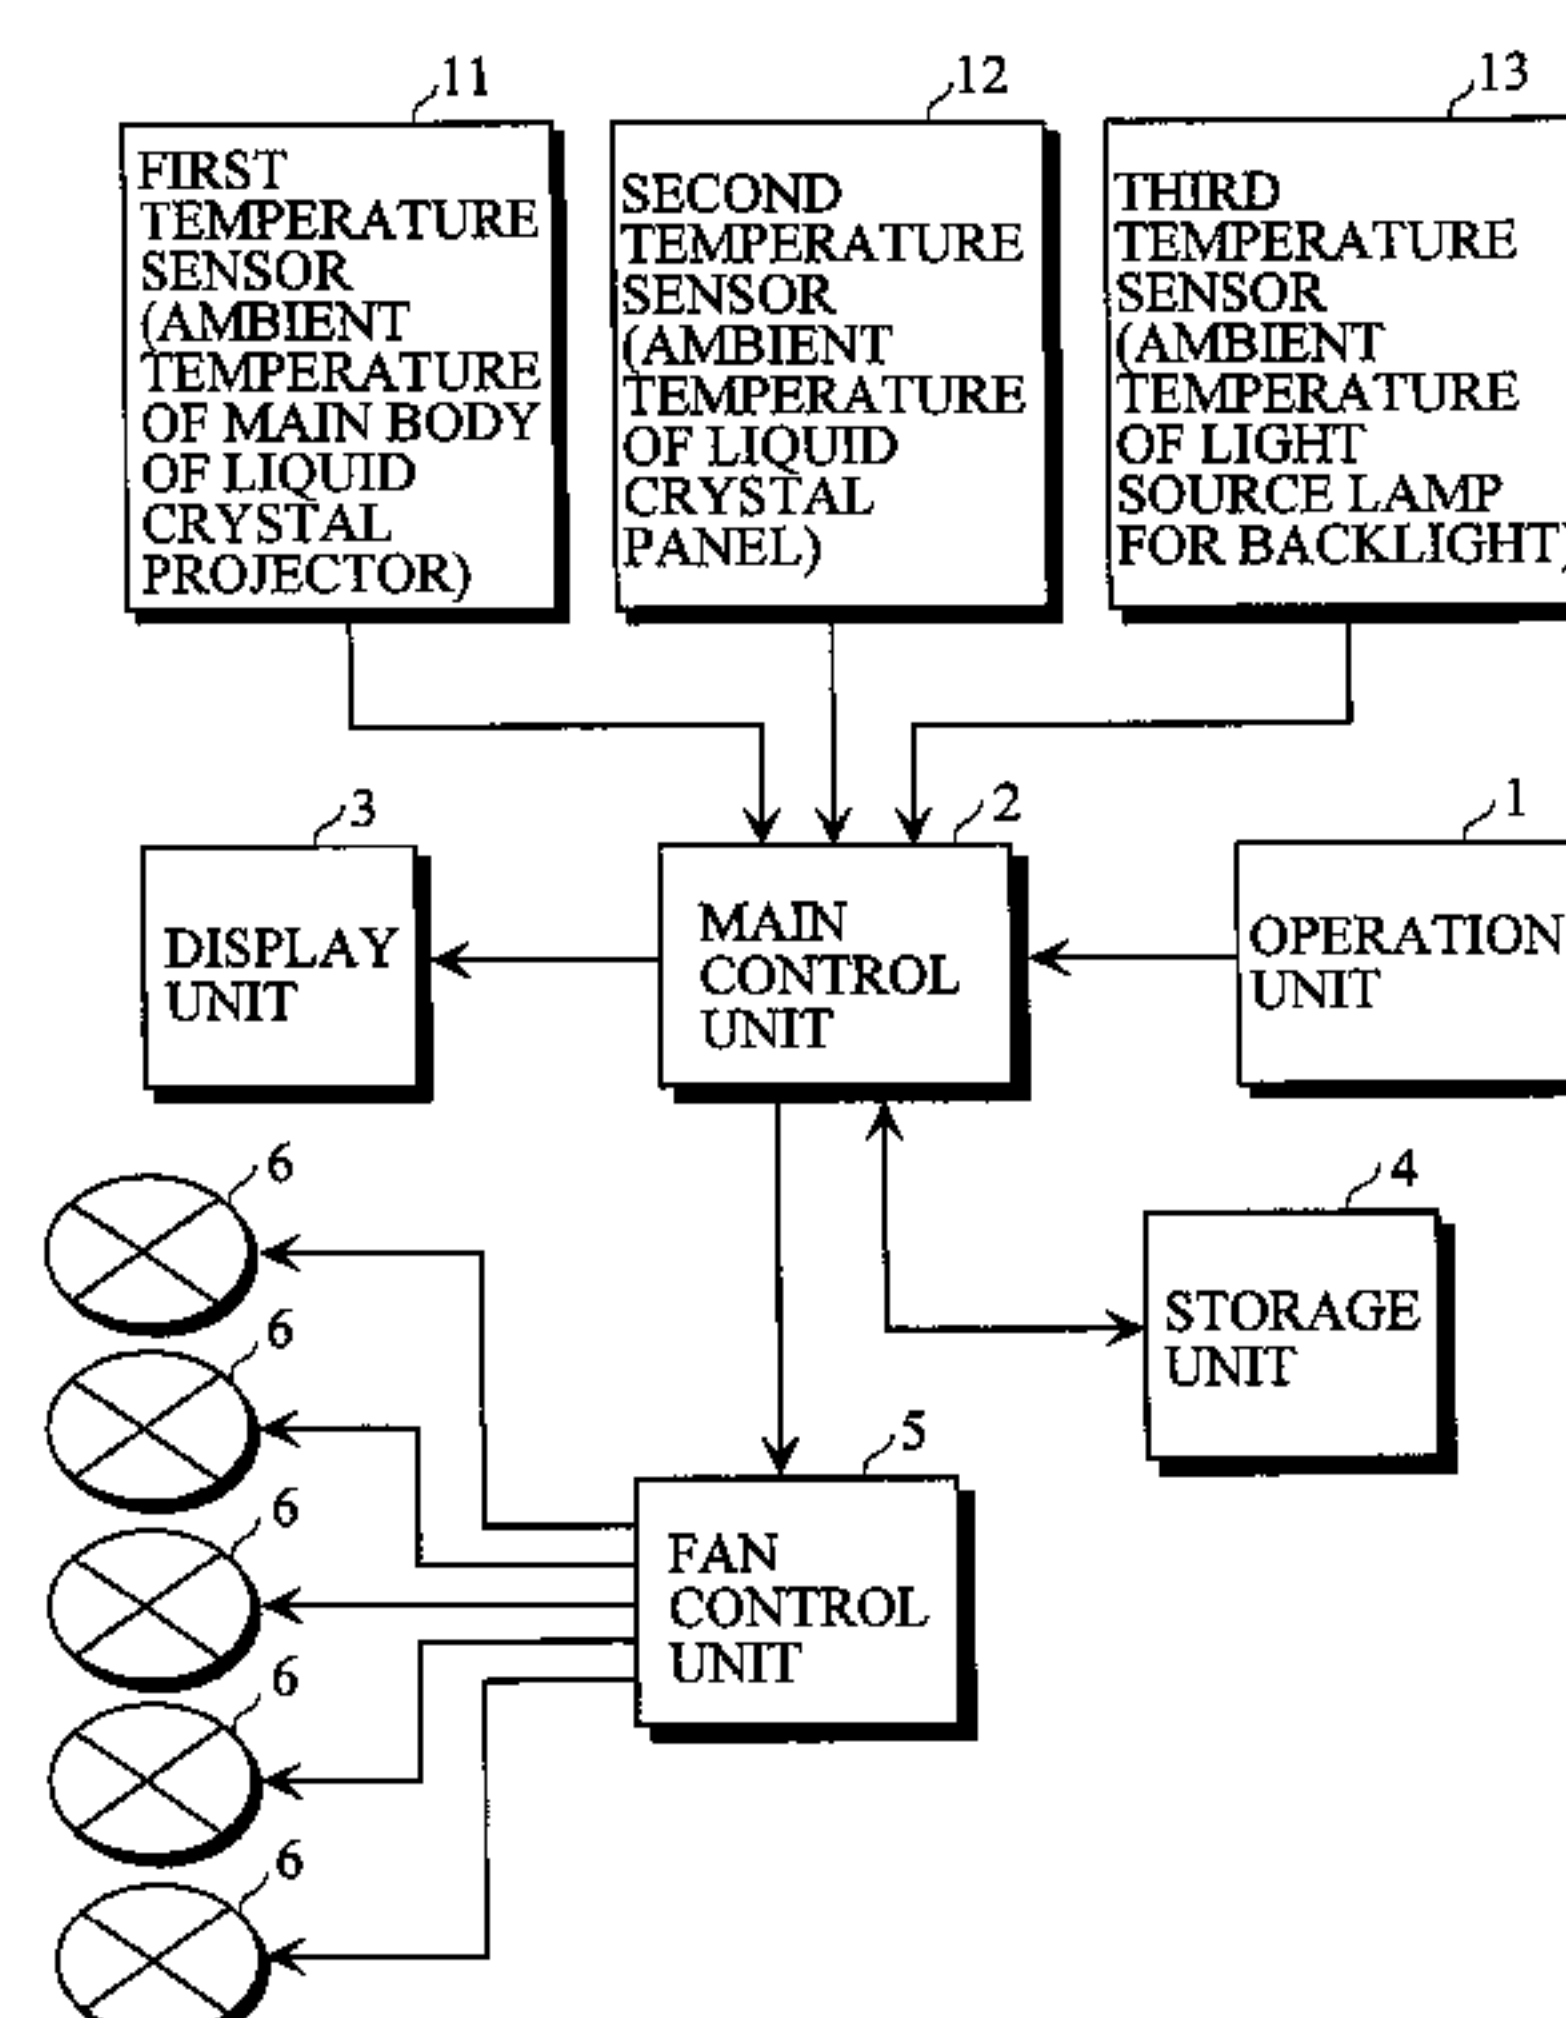 11
FIRST
TEMPERATURE
SENSOR
(AMBIENT
TEMPERATURE
OF MAIN BODY
OF LIQUID
CRYSTAL
PROJECTOR)
12
SECOND
TEMPERATURE
SENSOR
(AMBIENT
TEMPERATURE
OF LIQUID
CRYSTAL
PANEL)
13
THIRD
TEMPERATURE
SENSOR
(AMBIENT
TEMPERATURE
OF LIGHT
SOURCE LAMP
FOR BACKLIGHT)
3
DISPLAY
UNIT
2
MAIN
CONTROL
UNIT
1
OPERATION
UNIT
4
STORAGE
UNIT
5
FAN
CONTROL
UNIT
6
6
6
6
6